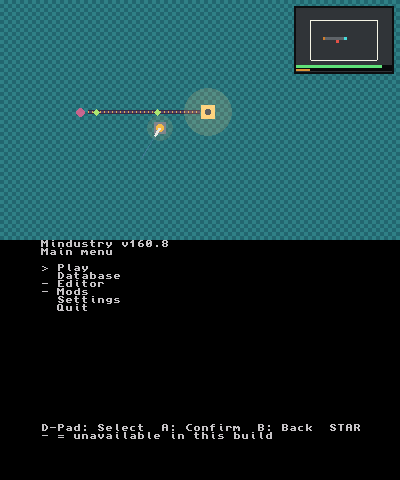 Mindustry v160.8
Main menu
> Play
Database
- Editor
- Mods
Settings
Quit
D-Pad: Select  A: Confirm  B: Back  STAR
- = unavailable in this build